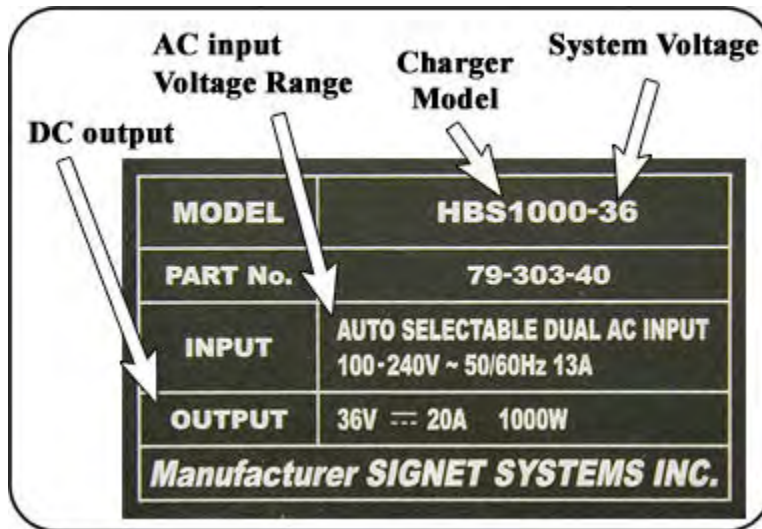 AC input
Voltage Range
Charger
Model
System Voltage
DC output
MODEL HBS1000-36
PART No. 79-303-40
INPUT AUTO SELECTABLE DUAL AC INPUT
100-240V ~ 50/60Hz 13A
OUTPUT 36V ⎓ 20A 1000W
Manufacturer SIGNET SYSTEMS INC.